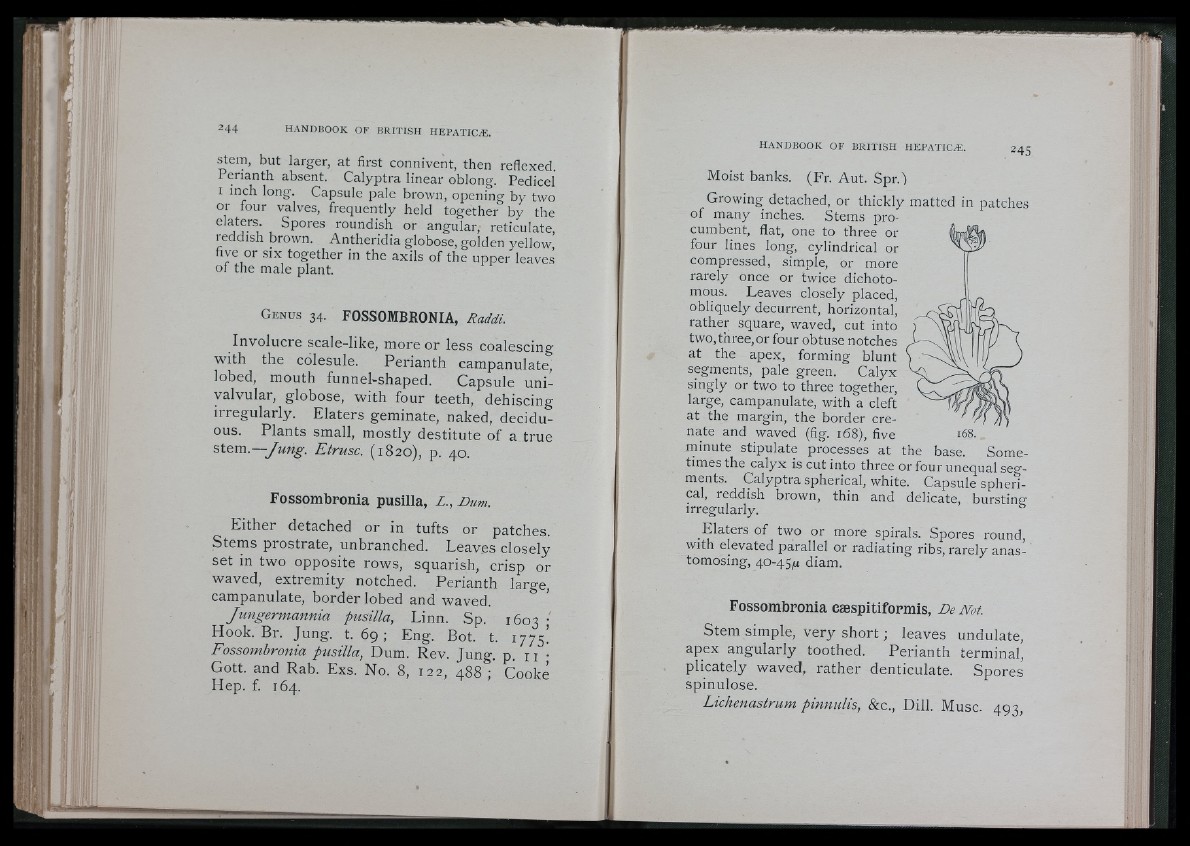 244 HANDBOOK OF BRITISH HEPATICÆ.
stem, but larger, at first connivent, then reflexed.
Perianth absent. Calyptra linear oblong. Pedicel
1 inch long. Capsule pale brown, opening by two
or four valves, frequently held together by the
elaters. Spores roundish or angular, reticulate,
reddish brown. Antheridia globose, golden yellow,
five or six together in the axils of the upper leaves
of the male plant.
GENUS 34. FOSSOMBRONIA, Raddi.
Involucre scale-like, more or less coalescing
with the colesule. Perianth campanulate,
lobed, mouth funnel-shaped. Capsule uni-
valvular, globose, with four teeth, dehiscing
irregularly. Elaters geminate, naked, decidu-
ous. Plants small, mostly destitute of a true
stem.—Jung. Etrusc. (1820), p. 40.
Fossombronia pusilla, L., Dum.
Either detached or in tufts or patches.
Stems prostrate, unbranched. Leaves closely
set in two opposite rows, squarish, crisp or
waved, extremity notched. Perianth large,
campanulate, border lobed and waved.
Jungermannia pusilla, Linn. Sp. 1603;
Hook. Br. Jung. t. 69; Eng. Bot. t. 1775.
Fossombronia pusilla, Dum. Rev. Jung. p. 11;
Gott. and Rab. Exs. No. 8, 122, 488; Cooke
Hep. f. 164.
HANDBOOK OF BRITISH HEPATICÆ. 245
Moist banks. (Fr. Aut. Spr.)
Growing detached, or thickly matted in patches
of many inches. Stems pro-
cumbent, flat, one to three or
four lines long, cylindrical or
compressed, simple, or more
rarely once or twice dichoto-
mous. Leaves closely placed,
obliquely decurrent, horizontal,
rather square, waved, cut into
two, three, or four obtuse notches
at the apex, forming blunt
segments, pale green. Calyx
singly or two to three together,
large, campanulate, with a cleft
at the margin, the border cre-
nate and waved (fig. 168), five
168.
minute stipulate processes at the base. Some-
times the calyx is cut into three or four unequal seg-
ments. Calyptra spherical, white. Capsule spheri-
cal, reddish brown, thin and delicate, bursting
irregularly.
Elaters of two or more spirals. Spores round,
with elevated parallel or radiating ribs, rarely anas-
tomosing, 40-45µ diam.
Fossombronia cæspitiformis, De Not.
Stem simple, very short; leaves undulate,
apex angularly toothed. Perianth terminal,
plicately waved, rather denticulate. Spores
spinulose.
Lichenastrum pinnulis, &c., Dill. Musc. 493,